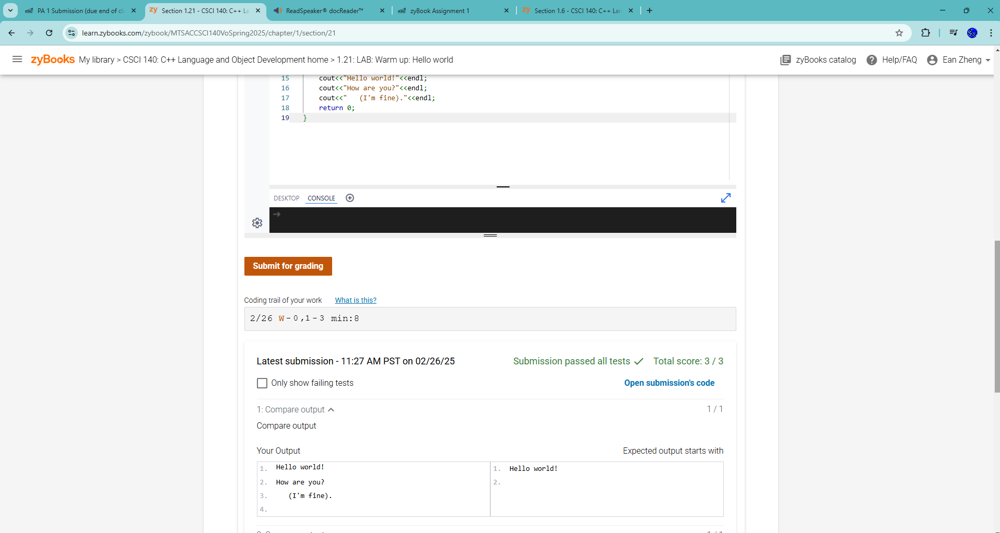 PA 1 Submission (due end of cl
Section 1.21 - CSCI 140: C++ La
ReadSpeaker® docReader™
zyBook Assignment 1
Section 1.6 - CSCI 140: C++ Lan
learn.zybooks.com/zybook/MTSACCSCI140VoSpring2025/chapter/1/section/21
zyBooks My library > CSCI 140: C++ Language and Object Development home > 1.21: LAB: Warm up: Hello world
zyBooks catalog
Help/FAQ
Ean Zheng
15 cout<<"Hello world!"<<endl;
16 cout<<"How are you?"<<endl;
17 cout<<"   (I'm fine)."<<endl;
18 return 0;
19 }
DESKTOP CONSOLE
Submit for grading
Coding trail of your work What is this?
2/26 W-0,1-3 min:8
Latest submission - 11:27 AM PST on 02/26/25
Submission passed all tests Total score: 3 / 3
Only show failing tests
Open submission's code
1: Compare output 1 / 1
Compare output
Your Output
1. Hello world!
2. How are you?
3.    (I'm fine).
4.
Expected output starts with
1. Hello world!
2.